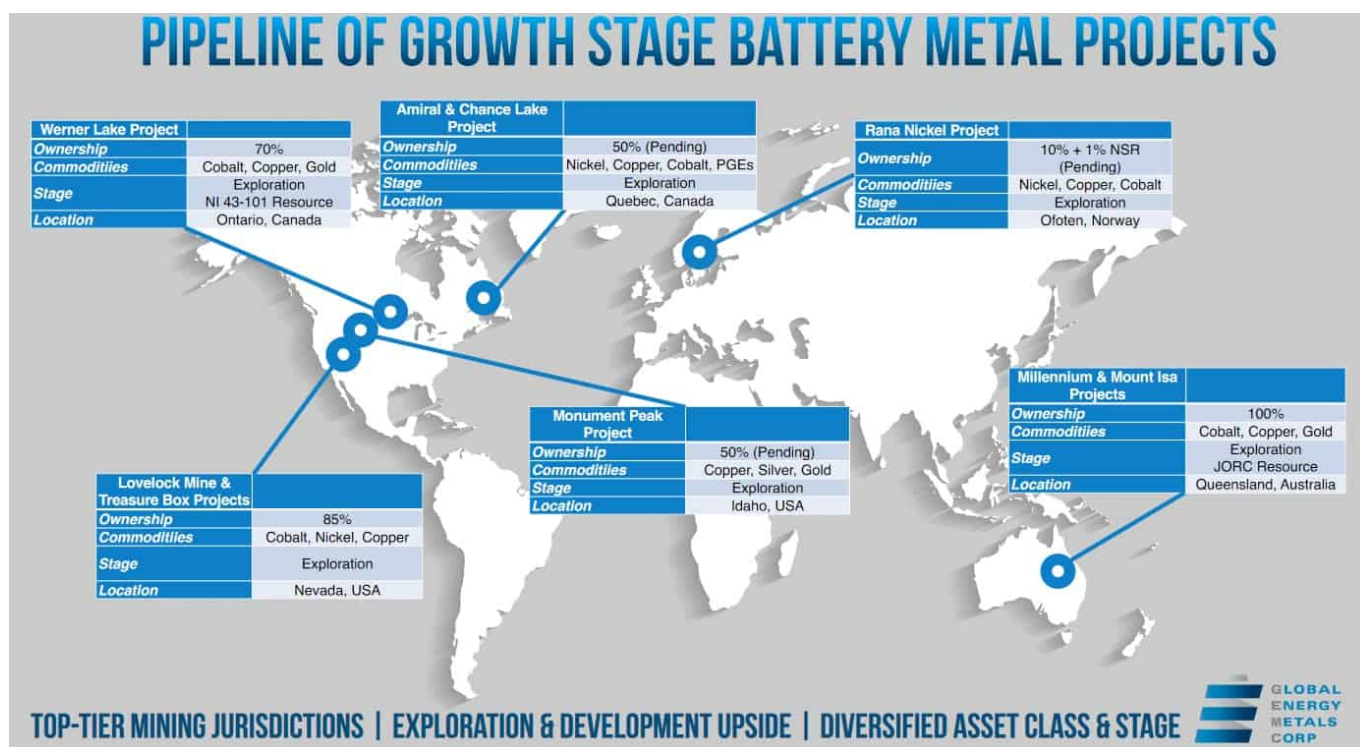 PIPELINE OF GROWTH STAGE BATTERY METAL PROJECTS
Werner Lake Project
Ownership 70%
Commoditiies Cobalt, Copper, Gold
Stage Exploration
NI 43-101 Resource
Location Ontario, Canada
Amiral & Chance Lake
Project
Ownership 50% (Pending)
Commoditiies Nickel, Copper, Cobalt, PGEs
Stage Exploration
Location Quebec, Canada
Rana Nickel Project
Ownership 10% + 1% NSR
(Pending)
Commoditiies Nickel, Copper, Cobalt
Stage Exploration
Location Ofoten, Norway
Millennium & Mount Isa
Projects
Ownership 100%
Commoditiies Cobalt, Copper, Gold
Stage Exploration
JORC Resource
Location Queensland, Australia
Monument Peak
Project
Ownership 50% (Pending)
Commoditiies Copper, Silver, Gold
Stage Exploration
Location Idaho, USA
Lovelock Mine &
Treasure Box Projects
Ownership 85%
Commoditiies Cobalt, Nickel, Copper
Stage Exploration
Location Nevada, USA
TOP-TIER MINING JURISDICTIONS | EXPLORATION & DEVELOPMENT UPSIDE | DIVERSIFIED ASSET CLASS & STAGE
GLOBAL
ENERGY
METALS
CORP